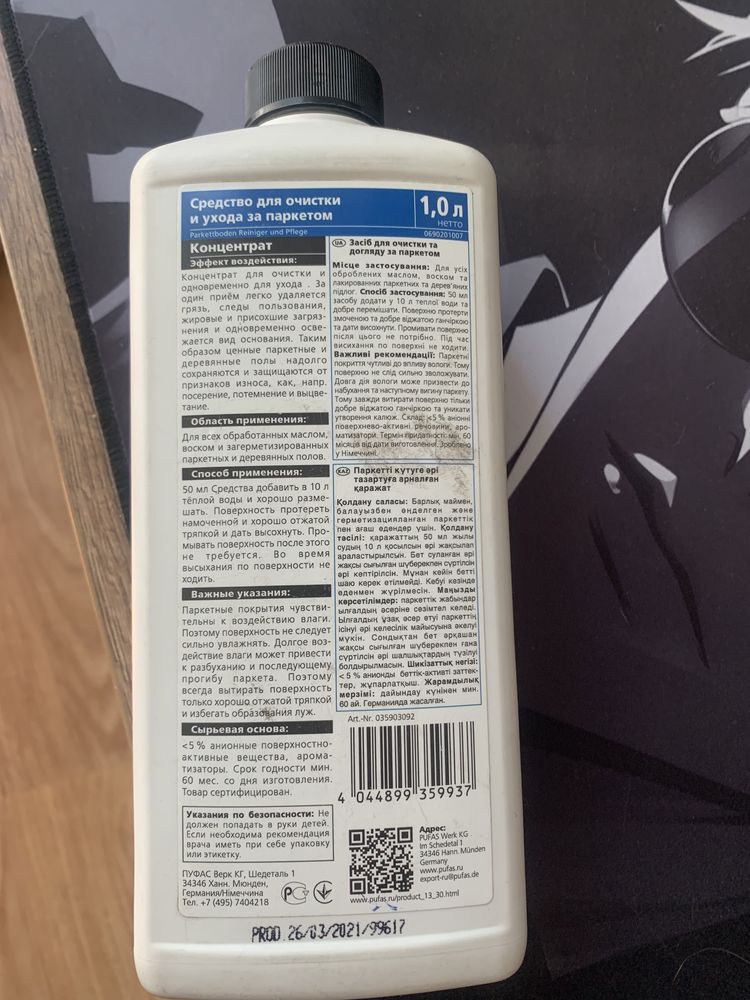 Средство для очистки
и ухода за паркетом
Parkettboden Reiniger und Pflege
1,0 л
нетто
0690201007
Концентрат
Эффект воздействия:
Концентрат для очистки и
одновременно для ухода . За
один приём легко удаляется
грязь, следы пользования,
жировые и присохшие загряз-
нения и одновременно осве-
жается вид основания. Таким
образом ценные паркетные и
деревянные полы надолго
сохраняются и защищаются от
признаков износа, как, напр.
посерение, потемнение и выцве-
тание.
Область применения:
Для всех обработанных маслом,
воском и загерметизированных
паркетных и деревянных полов.
Способ применения:
50 мл Средства добавить в 10 л
тёплой воды и хорошо разме-
шать. Поверхность протереть
намоченной и хорошо отжатой
тряпкой и дать высохнуть. Про-
мывать поверхность после этого
не требуется. Во время
высыхания по поверхности не
ходить.
Важные указания:
Паркетные покрытия чувстви-
тельны к воздействию влаги.
Поэтому поверхность не следует
сильно увлажнять. Долгое воз-
действие влаги может привести
к разбуханию и последующему
прогибу паркета. Поэтому
всегда вытирать поверхность
только хорошо отжатой тряпкой
и избегать образования луж.
Сырьевая основа:
<5 % анионные поверхностно-
активные вещества, арома-
тизаторы. Срок годности мин.
60 мес. со дня изготовления.
Товар сертифицирован.
Указания по безопасности: Не
должен попадать в руки детей.
Если необходима рекомендация
врача иметь при себе упаковку
или этикетку.
ПУФАС Верк КГ, Шедеталь 1
34346 Ханн. Мюнден,
Германия/Німеччина
Тел. +7 (495) 7404218
UA Засіб для очистки та
догляду за паркетом
Місце застосування: Для усіх
оброблених маслом, воском та
лакированних паркетних та дерев'яних
підлог. Спосіб застосування: 50 мл
засобу додати у 10 л теплої води та
добре перемішати. Поверхню протерти
змоченою та добре віджатою ганчіркою
та дати висохнути. Промивати поверхню
після цього не потрібно. Під час
висихання по поверхні не ходити.
Важливі рекомендації: Паркетні
покриття чутливі до впливу вологи. Тому
поверхню не слід сильно зволожувати.
Довга дія вологи може призвести до
набухання та наступному вигину паркету.
Тому завжди витирати поверхню тільки
добре віджатою ганчіркою та уникати
утворення калюж. Склад: <5 % анионні
поверхнево-активні речовини, аро-
матизатори. Термін придатності: мін. 60
місяців від дати виготовлення. Зроблено
у Німеччині.
KAZ Паркетті күтуге әрі
тазартуға арналған
қаражат
Қолдану саласы: Барлық маймен,
балауызбен өңделген және
герметизацияланған паркеттік
пен ағаш едендер үшін. Қолдану
тәсілі: қаражаттың 50 мл жылы
судың 10 л қосылсын әрі жақсылап
араластырылсын. Бет суланған әрі
жақсы сығылған шүберекпен сүртілсін
әрі кептірілсін. Мұнан кейін бетті
шаю керек етілмейді. Кебуі кезінде
еденмен жүрілмесін. Маңызды
көрсетілімдер: паркеттік жабындар
ылғалдың әсеріне сезімтел келеді.
Ылғалдың ұзақ әсер етуі паркеттің
ісінуі әрі келесілік майысуына әкелуі
мүкін. Сондықтан бет әрқашан
жақсы сығылған шүберекпен ғана
сүртілсін әрі шалшықтардың түзілуі
болдырылмасын. Шикізаттық негізі:
<5 % анионды беттік-активті заттек-
тер, жұпарлатқыш. Жарамдылық
мерзімі: дайындау күнінен мин.
60 ай. Германияда жасалған.
Art.-Nr. 035903092
4 044899 359937
Адрес:
PUFAS Werk KG
Im Schedetal 1
34346 Hann. Münden
Germany
www.pufas.ru
export-ru@pufas.de
www.pufas.ru/product_13_30.html
PROD 26/03/2021/99617